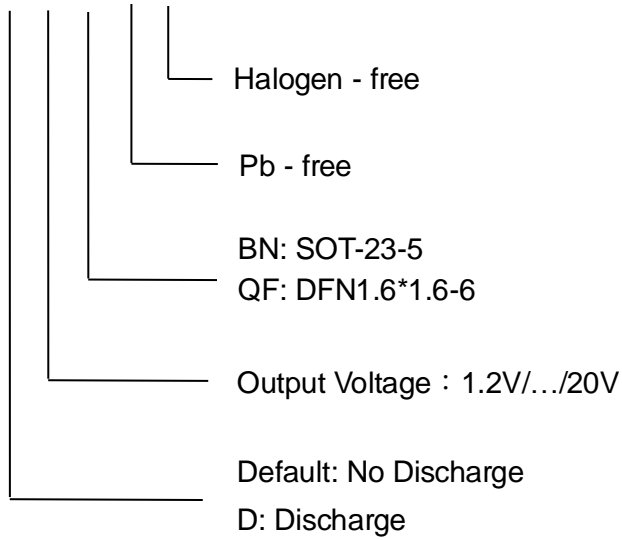 Halogen - free
Pb - free
BN: SOT-23-5
QF: DFN1.6*1.6-6
Output Voltage：1.2V/…/20V
Default: No Discharge
D: Discharge